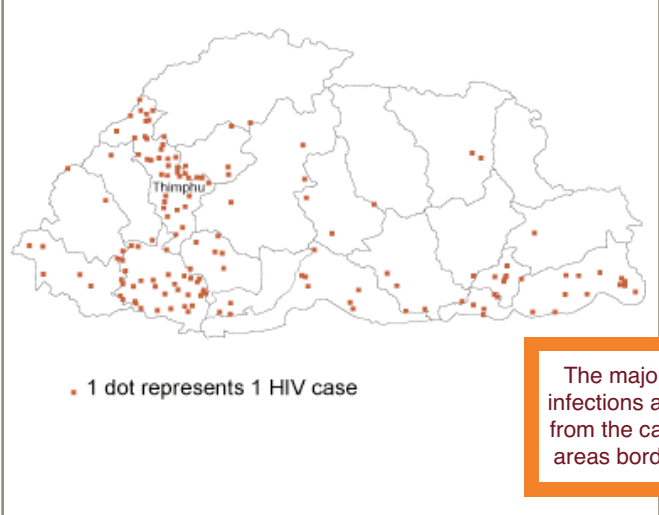 Thimphu
1 dot represents 1 HIV case
The majo
infections a
from the ca
areas bord